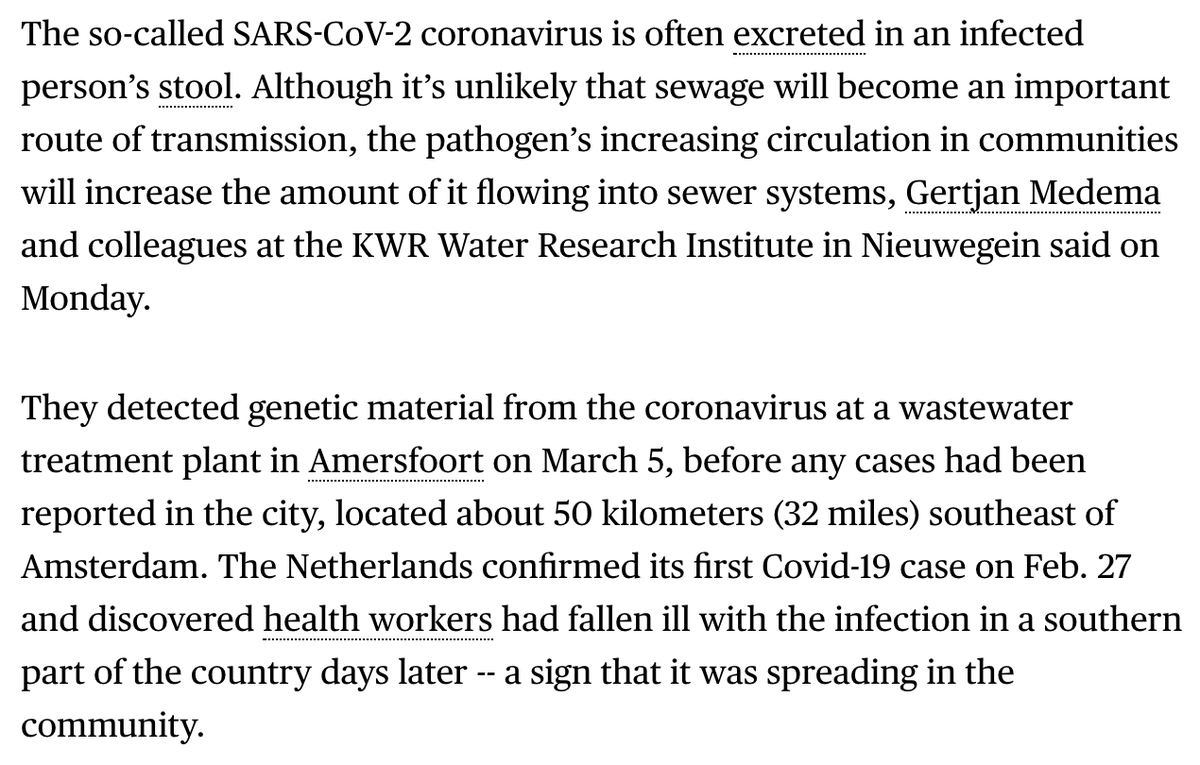 The so-called SARS-CoV-2 coronavirus is often excreted in an infected
person’s stool. Although it’s unlikely that sewage will become an important
route of transmission, the pathogen’s increasing circulation in communities
will increase the amount of it flowing into sewer systems, Gertjan Medema
and colleagues at the KWR Water Research Institute in Nieuwegein said on
Monday.
They detected genetic material from the coronavirus at a wastewater
treatment plant in Amersfoort on March 5, before any cases had been
reported in the city, located about 50 kilometers (32 miles) southeast of
Amsterdam. The Netherlands confirmed its first Covid-19 case on Feb. 27
and discovered health workers had fallen ill with the infection in a southern
part of the country days later -- a sign that it was spreading in the
community.